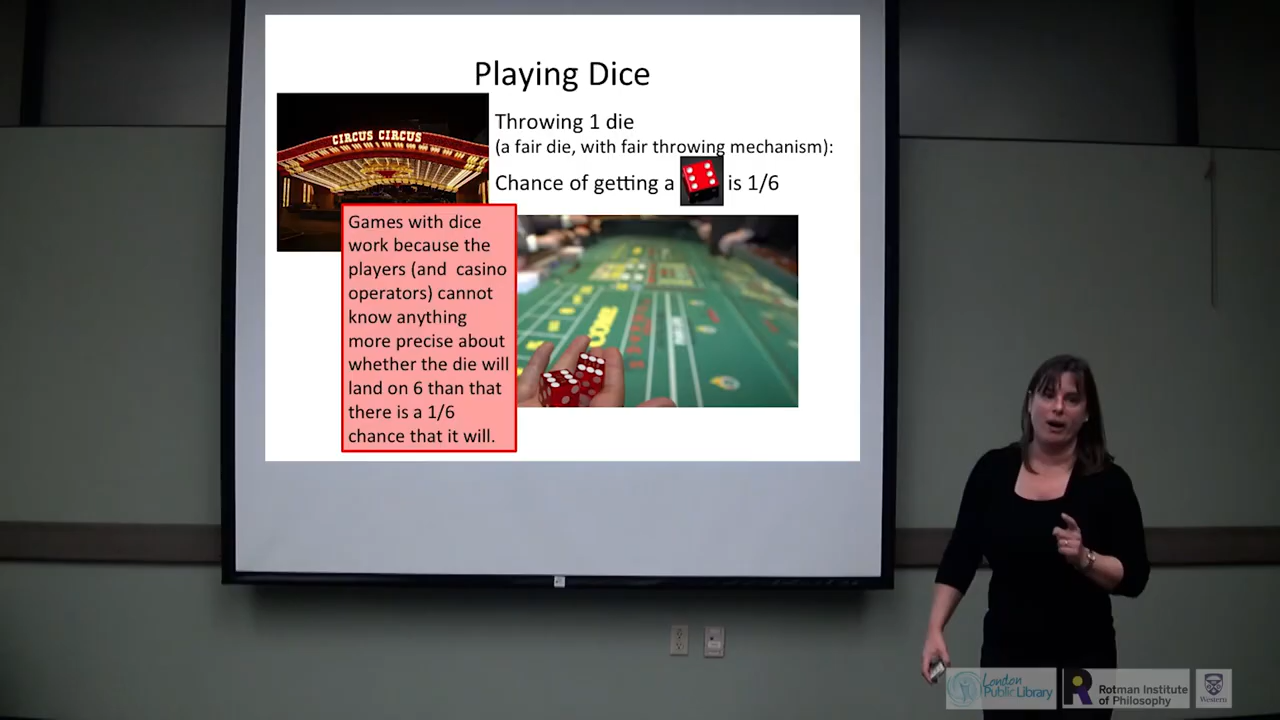 Playing Dice
CIRCUS CIRCUS
Throwing 1 die
(a fair die, with fair throwing mechanism):
Chance of getting a is 1/6
Games with dice
work because the
players (and casino
operators) cannot
know anything
more precise about
whether the die will
land on 6 than that
there is a 1/6
chance that it will.
COME
London
Public Library
Rotman Institute
of Philosophy
Western